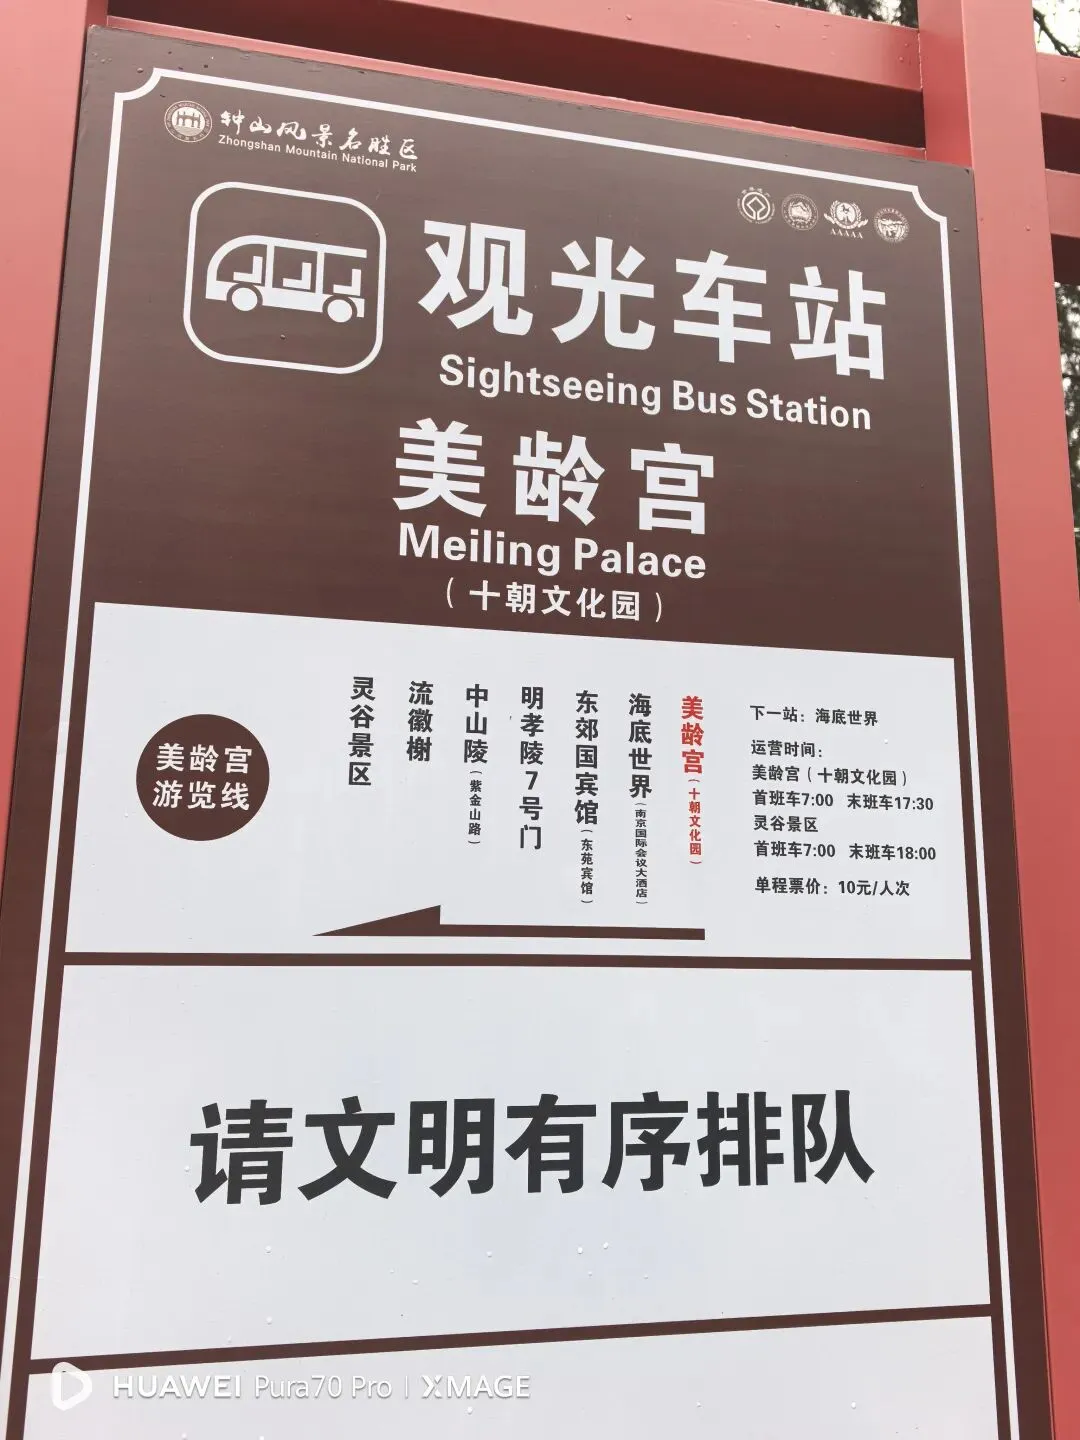 钟山风景名胜区
Zhongshan Mountain National Park
AAAAA
观光车站
Sightseeing Bus Station
美龄宫
Meiling Palace
（十朝文化园）
美龄宫
游览线
灵谷景区
流徽榭
中山陵（紫金山路）
明孝陵7号门
东郊国宾馆（东苑宾馆）
海底世界（南京国际会议大酒店）
美龄宫（十朝文化园）
下一站：海底世界
运营时间：
美龄宫（十朝文化园）
首班车7:00 末班车17:30
灵谷景区
首班车7:00 末班车18:00
单程票价：10元/人次
请文明有序排队
HUAWEI Pura70 Pro | XMAGE